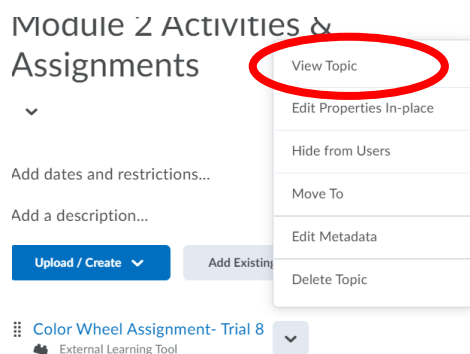 Module 2 Activities &
Assignments
Add dates and restrictions...
Add a description...
Upload / Create
Add Existing
View Topic
Edit Properties In-place
Hide from Users
Move To
Edit Metadata
Delete Topic
Color Wheel Assignment- Trial 8
External Learning Tool